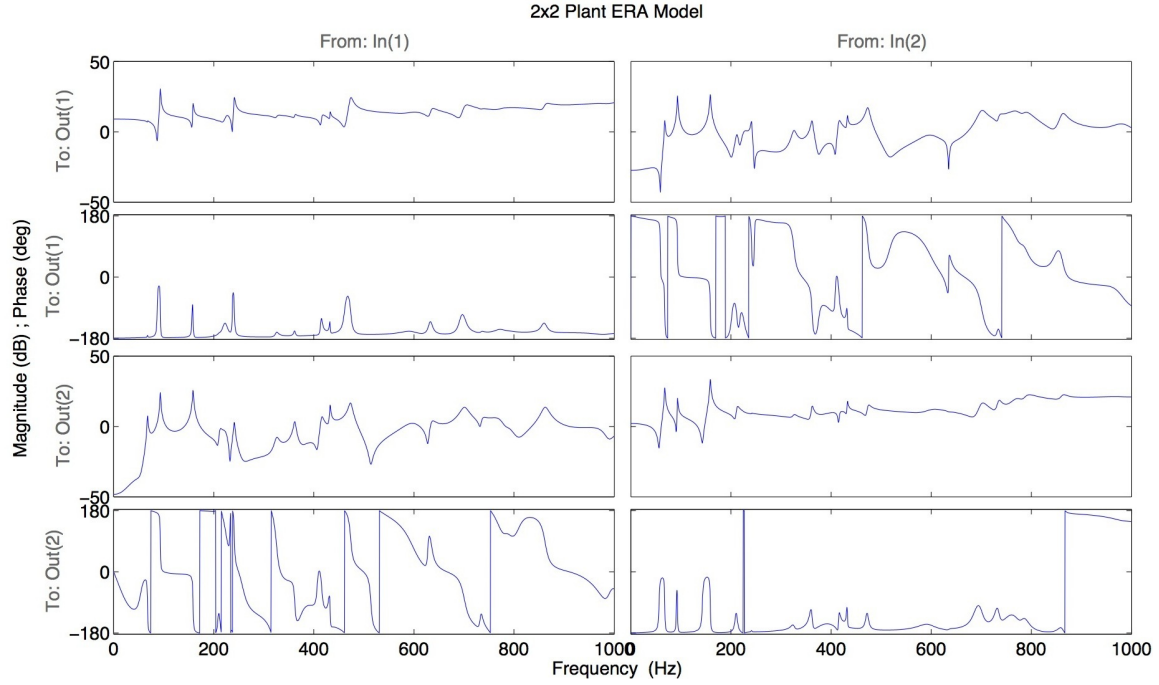 2x2 Plant ERA Model
From: In(1)
From: In(2)
Magnitude (dB) ; Phase (deg)
To: Out(1)
50
0
−50
To: Out(1)
180
0
−180
To: Out(2)
50
0
−50
To: Out(2)
180
0
−180
0 200 400 600 800 1000
0 200 400 600 800 1000
Frequency (Hz)